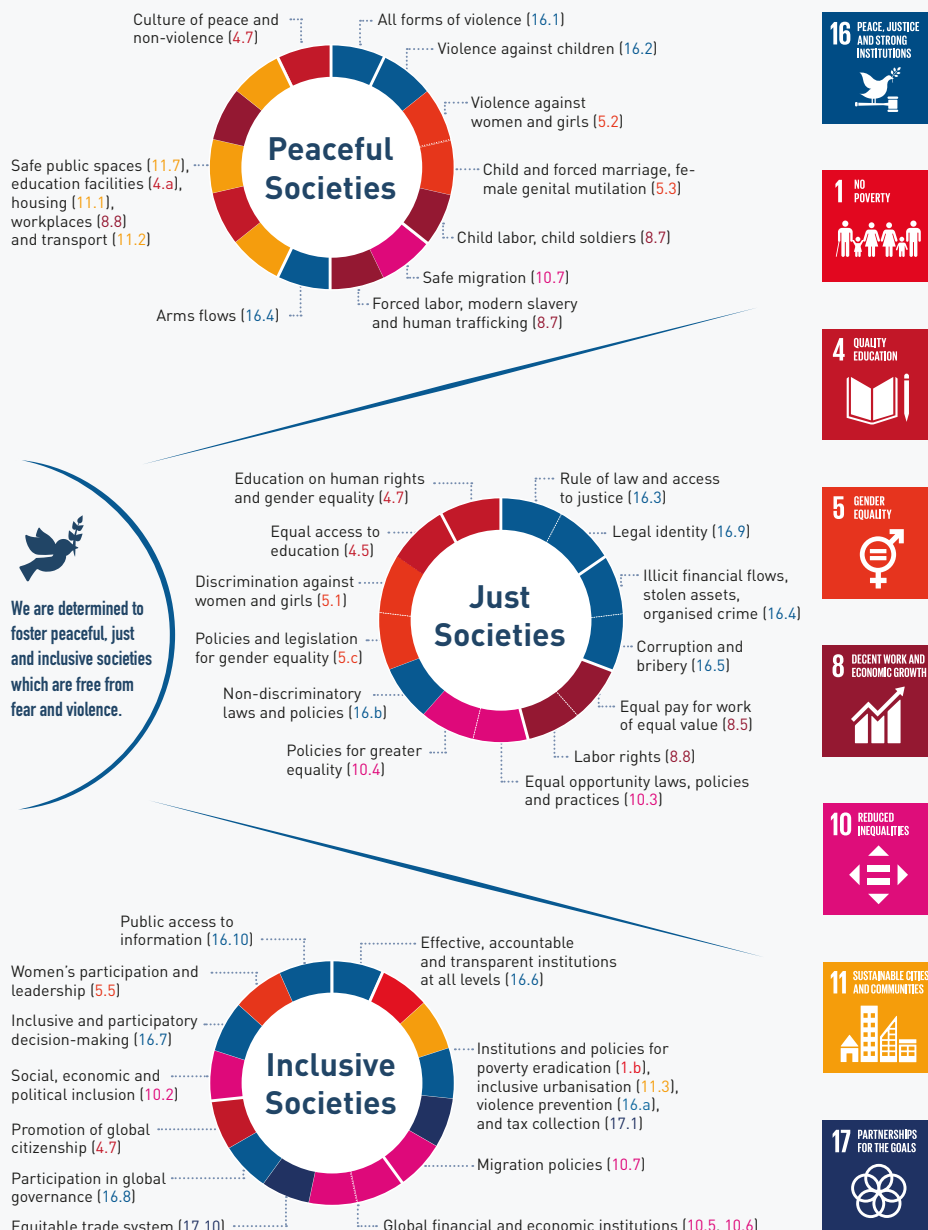 Culture of peace and
non-violence (4.7)
All forms of violence (16.1)
Violence against children (16.2)
Violence against
women and girls (5.2)
Child and forced marriage, fe-
male genital mutilation (5.3)
Child labor, child soldiers (8.7)
Safe migration (10.7)
Forced labor, modern slavery
and human trafficking (8.7)
Arms flows (16.4)
Safe public spaces (11.7),
education facilities (4.a),
housing (11.1),
workplaces (8.8)
and transport (11.2)
Peaceful
Societies
We are determined to
foster peaceful, just
and inclusive societies
which are free from
fear and violence.
Education on human rights
and gender equality (4.7)
Equal access to
education (4.5)
Discrimination against
women and girls (5.1)
Policies and legislation
for gender equality (5.c)
Non-discriminatory
laws and policies (16.b)
Policies for greater
equality (10.4)
Just
Societies
Rule of law and access
to justice (16.3)
Legal identity (16.9)
Illicit financial flows,
stolen assets,
organised crime (16.4)
Corruption and
bribery (16.5)
Equal pay for work
of equal value (8.5)
Labor rights (8.8)
Equal opportunity laws, policies
and practices (10.3)
Public access to
information (16.10)
Women's participation and
leadership (5.5)
Inclusive and participatory
decision-making (16.7)
Social, economic and
political inclusion (10.2)
Promotion of global
citizenship (4.7)
Participation in global
governance (16.8)
Equitable trade system (17.10)
Inclusive
Societies
Effective, accountable
and transparent institutions
at all levels (16.6)
Institutions and policies for
poverty eradication (1.b),
inclusive urbanisation (11.3),
violence prevention (16.a),
and tax collection (17.1)
Migration policies (10.7)
Global financial and economic institutions (10.5, 10.6)
16 PEACE, JUSTICE
AND STRONG
INSTITUTIONS
1 NO
POVERTY
4 QUALITY
EDUCATION
5 GENDER
EQUALITY
8 DECENT WORK AND
ECONOMIC GROWTH
10 REDUCED
INEQUALITIES
11 SUSTAINABLE CITIES
AND COMMUNITIES
17 PARTNERSHIPS
FOR THE GOALS